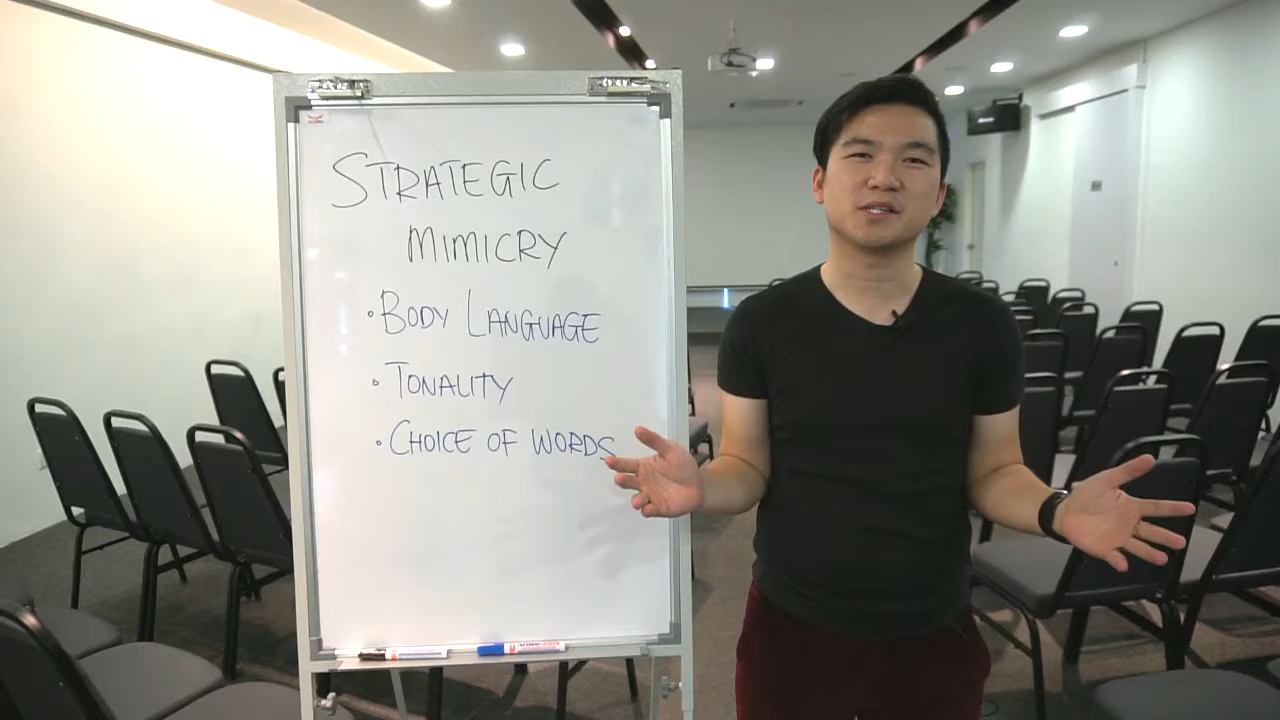 STRATEGIC
MIMICRY
• BODY LANGUAGE
• TONALITY
• CHOICE OF WORDS